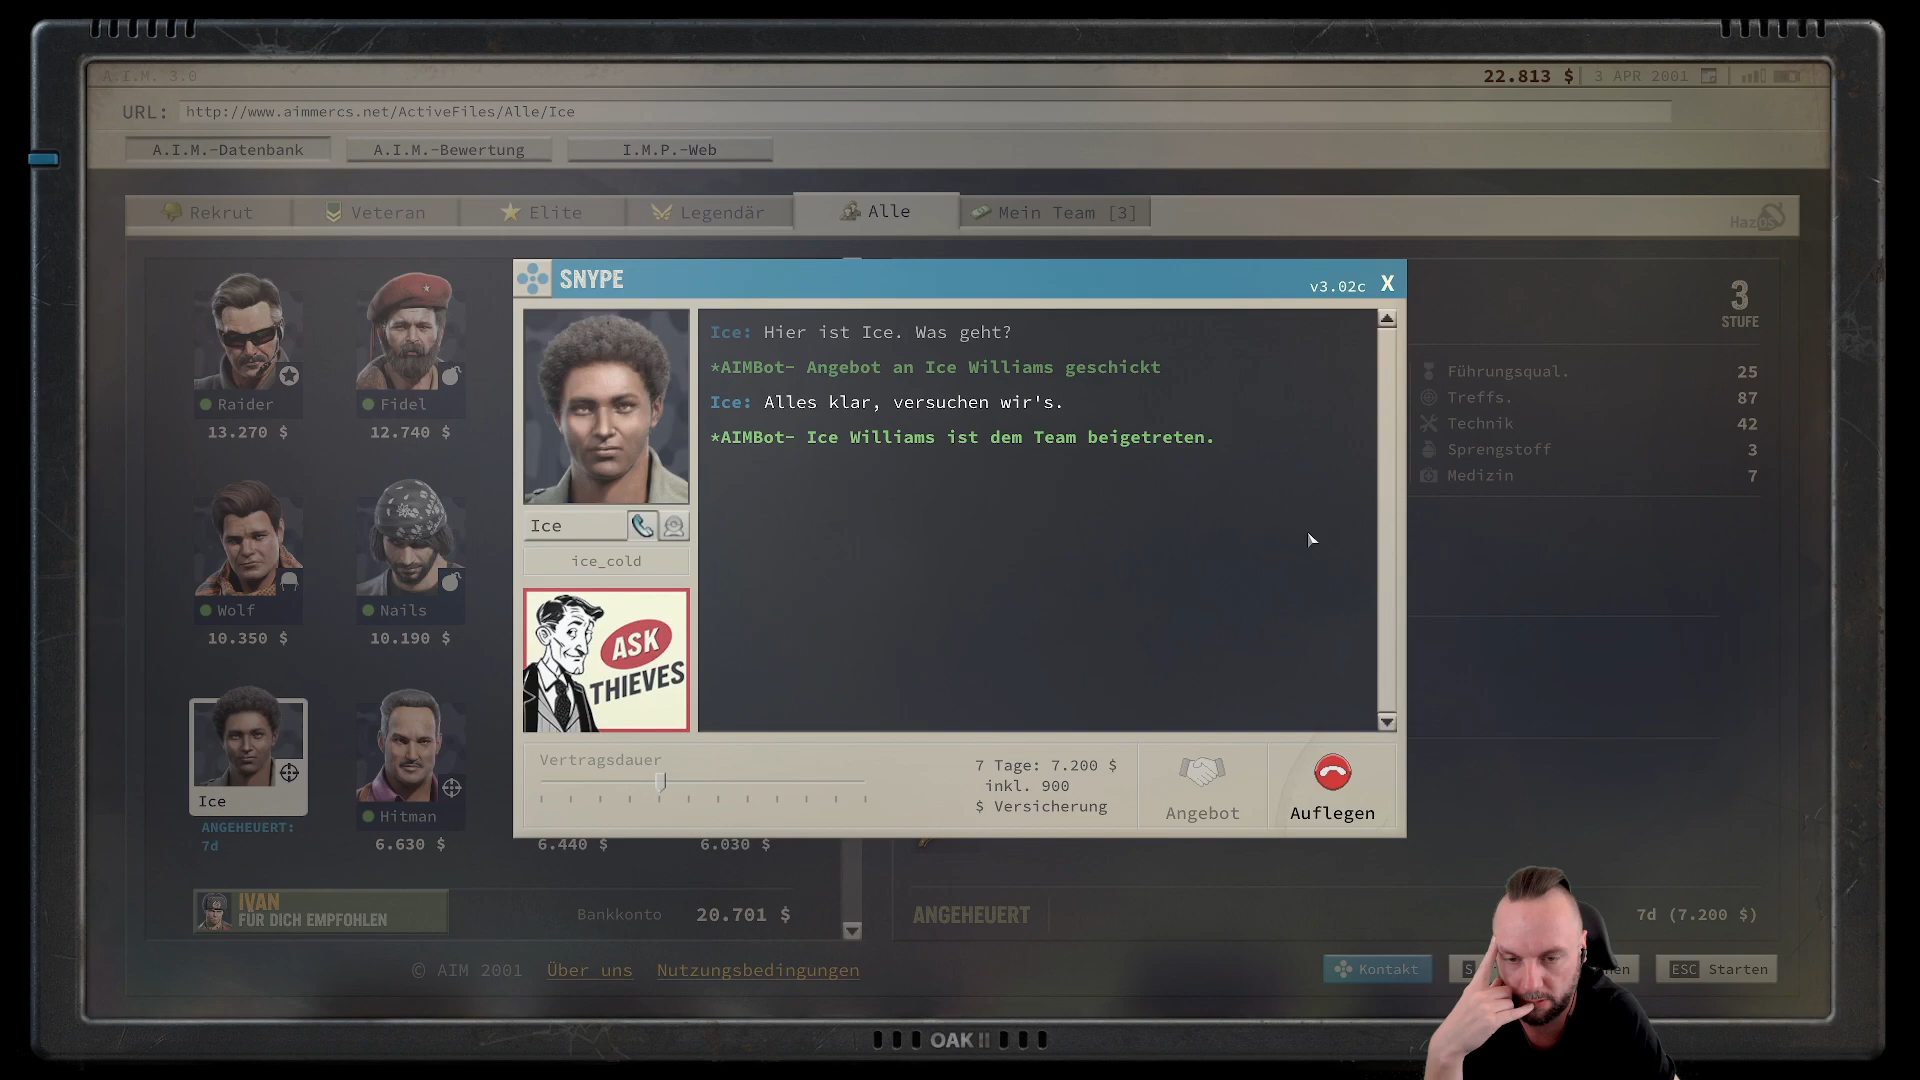 A.I.M. 3.0
22.813 $
3 APR 2001
URL: http://www.aimmercs.net/ActiveFiles/Alle/Ice
A.I.M.-Datenbank
A.I.M.-Bewertung
I.M.P.-Web
Rekrut
Veteran
Elite
Legendär
Alle
Mein Team [3]
Raider
13.270 $
Fidel
12.740 $
Wolf
10.350 $
Nails
10.190 $
Ice
ANGEHEUERT:
7d
Hitman
6.630 $
6.440 $
6.030 $
SNYPE
v3.02c X
Ice: Hier ist Ice. Was geht?
*AIMBot- Angebot an Ice Williams geschickt
Ice: Alles klar, versuchen wir's.
*AIMBot- Ice Williams ist dem Team beigetreten.
Ice
ice_cold
ASK
THIEVES
Vertragsdauer
7 Tage: 7.200 $
inkl. 900
$ Versicherung
Angebot
Auflegen
3
STUFE
Führungsqual. 25
Treffs. 87
Technik 42
Sprengstoff 3
Medizin 7
IVAN
FÜR DICH EMPFOHLEN
Bankkonto 20.701 $
ANGEHEUERT
7d (7.200 $)
© AIM 2001
Über uns
Nutzungsbedingungen
Kontakt
ESC Starten
OAK II